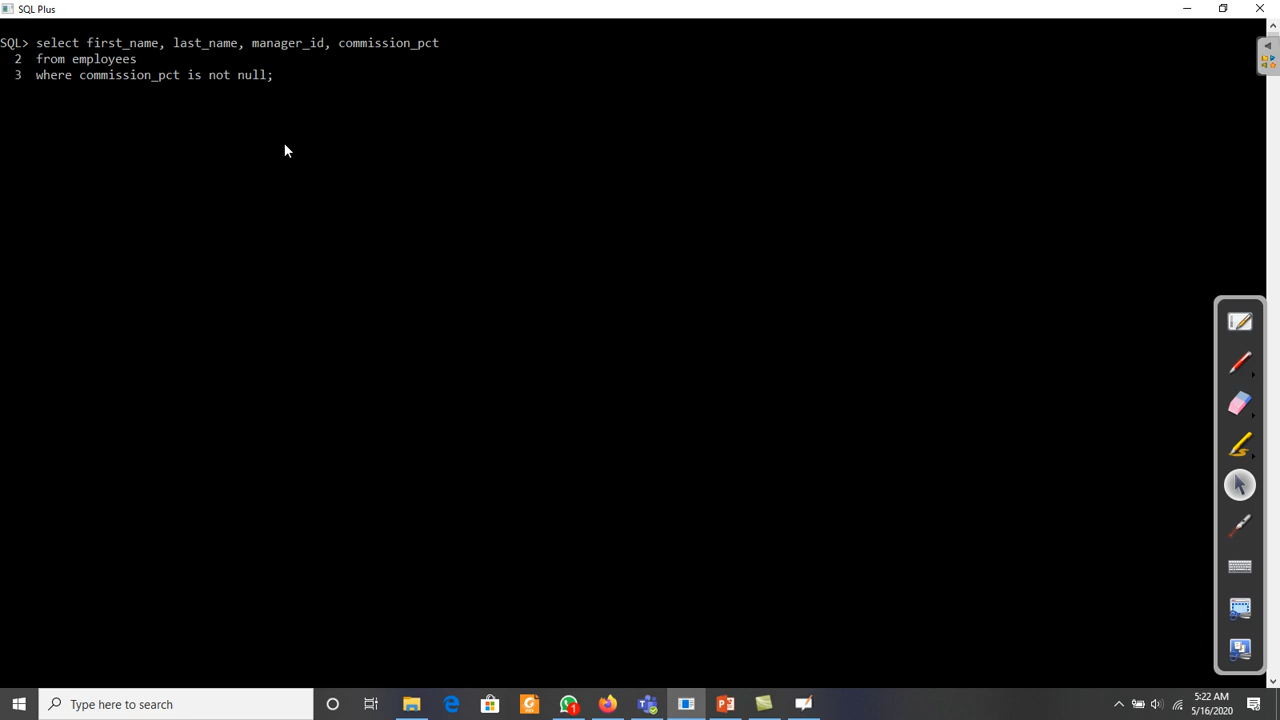 SQL Plus
SQL> select first_name, last_name, manager_id, commission_pct
2 from employees
3 where commission_pct is not null;
Type here to search
1
5:22 AM
5/16/2020